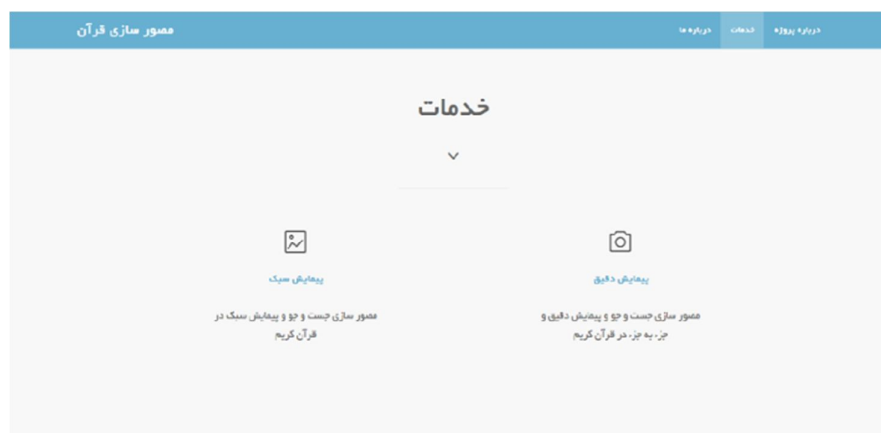 درباره پروژه
خدمات
درباره ما
مصور سازی قرآن
خدمات
پیمایش دقیق
مصور سازی جست و جو و پیمایش دقیق و
جزء به جزء در قرآن کریم
پیمایش سبک
مصور سازی جست و جو و پیمایش سبک در
قرآن کریم